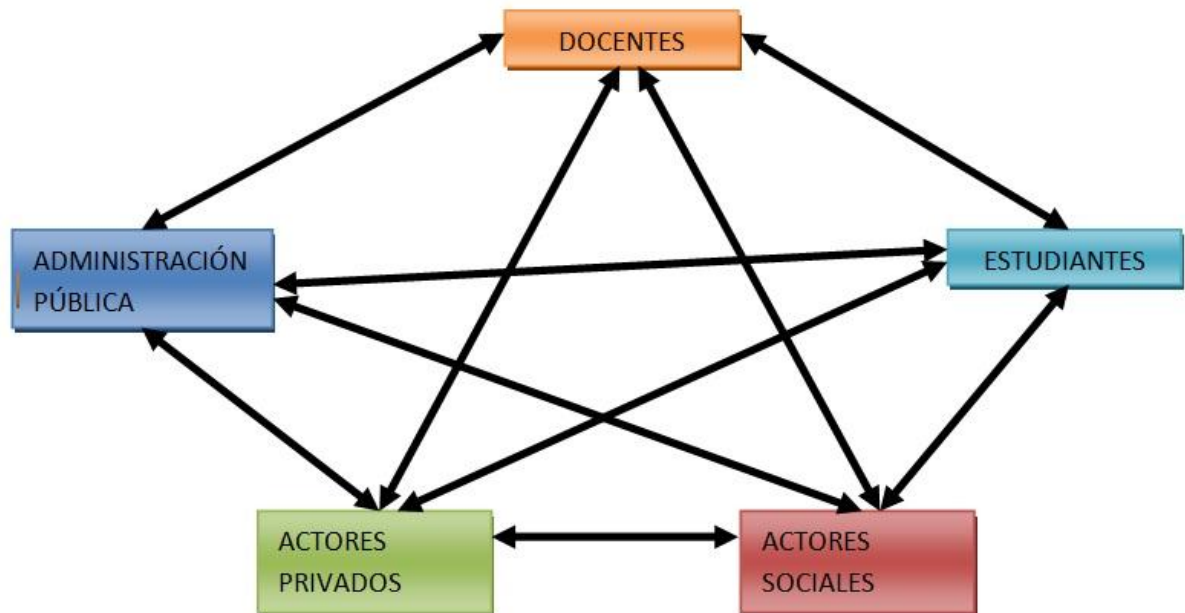 DOCENTES
ADMINISTRACIÓN
PÚBLICA
ESTUDIANTES
ACTORES
PRIVADOS
ACTORES
SOCIALES